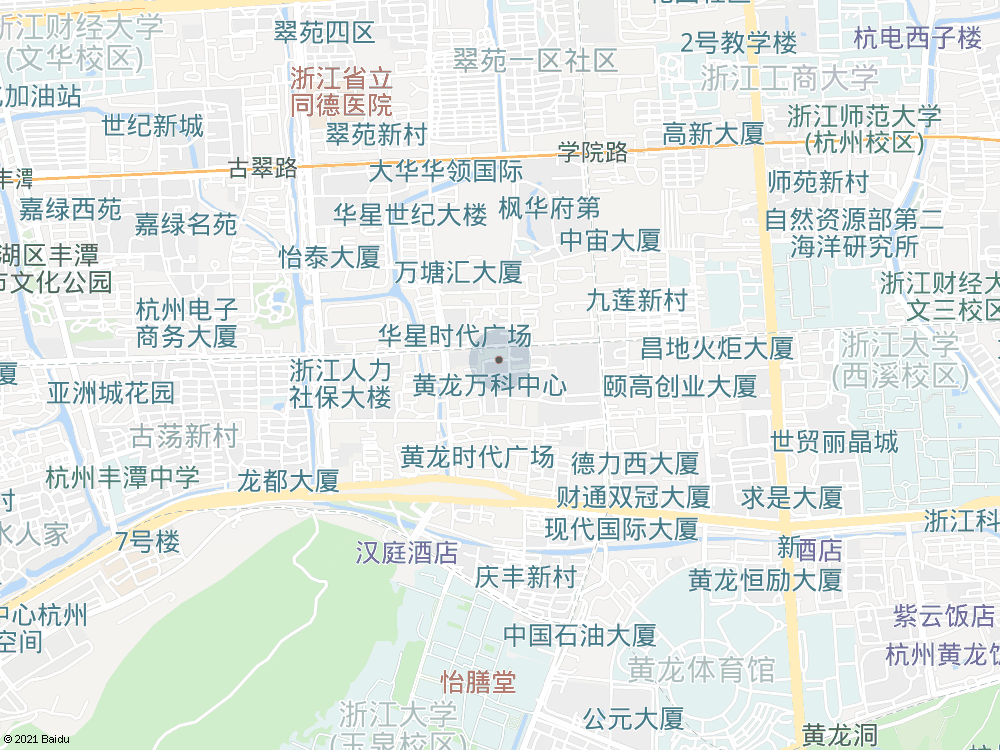 浙江财经大学
(文华校区)
翠苑四区
2号教学楼
杭电西子楼
翠苑一区社区
浙江省立
同德医院
浙江工商大学
加油站
世纪新城
翠苑新村
高新大厦
浙江师范大学
(杭州校区)
学院路
古翠路
丰潭
大华华领国际
师苑新村
嘉绿西苑
嘉绿名苑
华星世纪大楼
枫华府第
自然资源部第二
海洋研究所
中宙大厦
湖区丰潭
市文化公园
怡泰大厦
万塘汇大厦
浙江财经大
文三校区
杭州电子
商务大厦
九莲新村
华星时代广场
昌地火炬大厦
浙江大学
(西溪校区)
厦
亚洲城花园
浙江人力
社保大楼
黄龙万科中心
颐高创业大厦
古荡新村
世贸丽晶城
杭州丰潭中学
龙都大厦
黄龙时代广场
德力西大厦
村
财通双冠大厦
求是大厦
水人家
7号楼
现代国际大厦
浙江科
汉庭酒店
新酒店
庆丰新村
黄龙恒励大厦
中心杭州
空间
中国石油大厦
紫云饭店
黄龙体育馆
杭州黄龙饭
怡膳堂
浙江大学
(玉泉校区)
公元大厦
黄龙洞
© 2021 Baidu